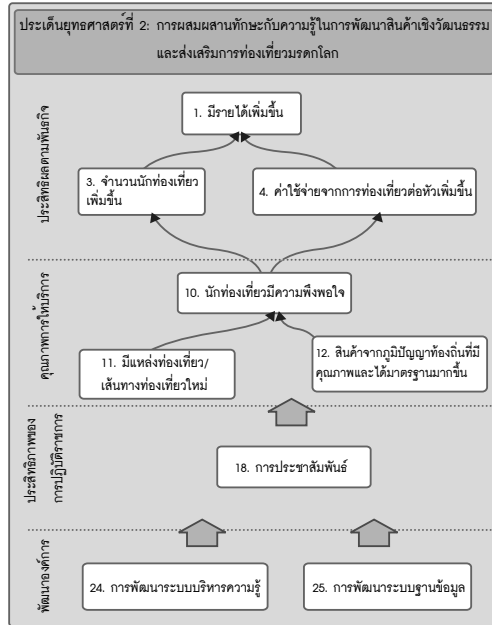 ประเด็นยุทธศาสตร์ที่ 2: การผสมผสานทักษะกับความรู้ในการพัฒนาสินค้าเชิงวัฒนธรรม
และส่งเสริมการท่องเที่ยวมรดกโลก
ประสิทธิผลตามพันธกิจ
1. มีรายได้เพิ่มขึ้น
3. จำนวนนักท่องเที่ยว
เพิ่มขึ้น
4. ค่าใช้จ่ายจากการท่องเที่ยวต่อหัวเพิ่มขึ้น
คุณภาพการให้บริการ
10. นักท่องเที่ยวมีความพึงพอใจ
11. มีแหล่งท่องเที่ยว/
เส้นทางท่องเที่ยวใหม่
12. สินค้าจากภูมิปัญญาท้องถิ่นที่มี
คุณภาพและได้มาตรฐานมากขึ้น
ประสิทธิภาพของ
การปฏิบัติราชการ
18. การประชาสัมพันธ์
พัฒนาองค์การ
24. การพัฒนาระบบบริหารความรู้
25. การพัฒนาระบบฐานข้อมูล